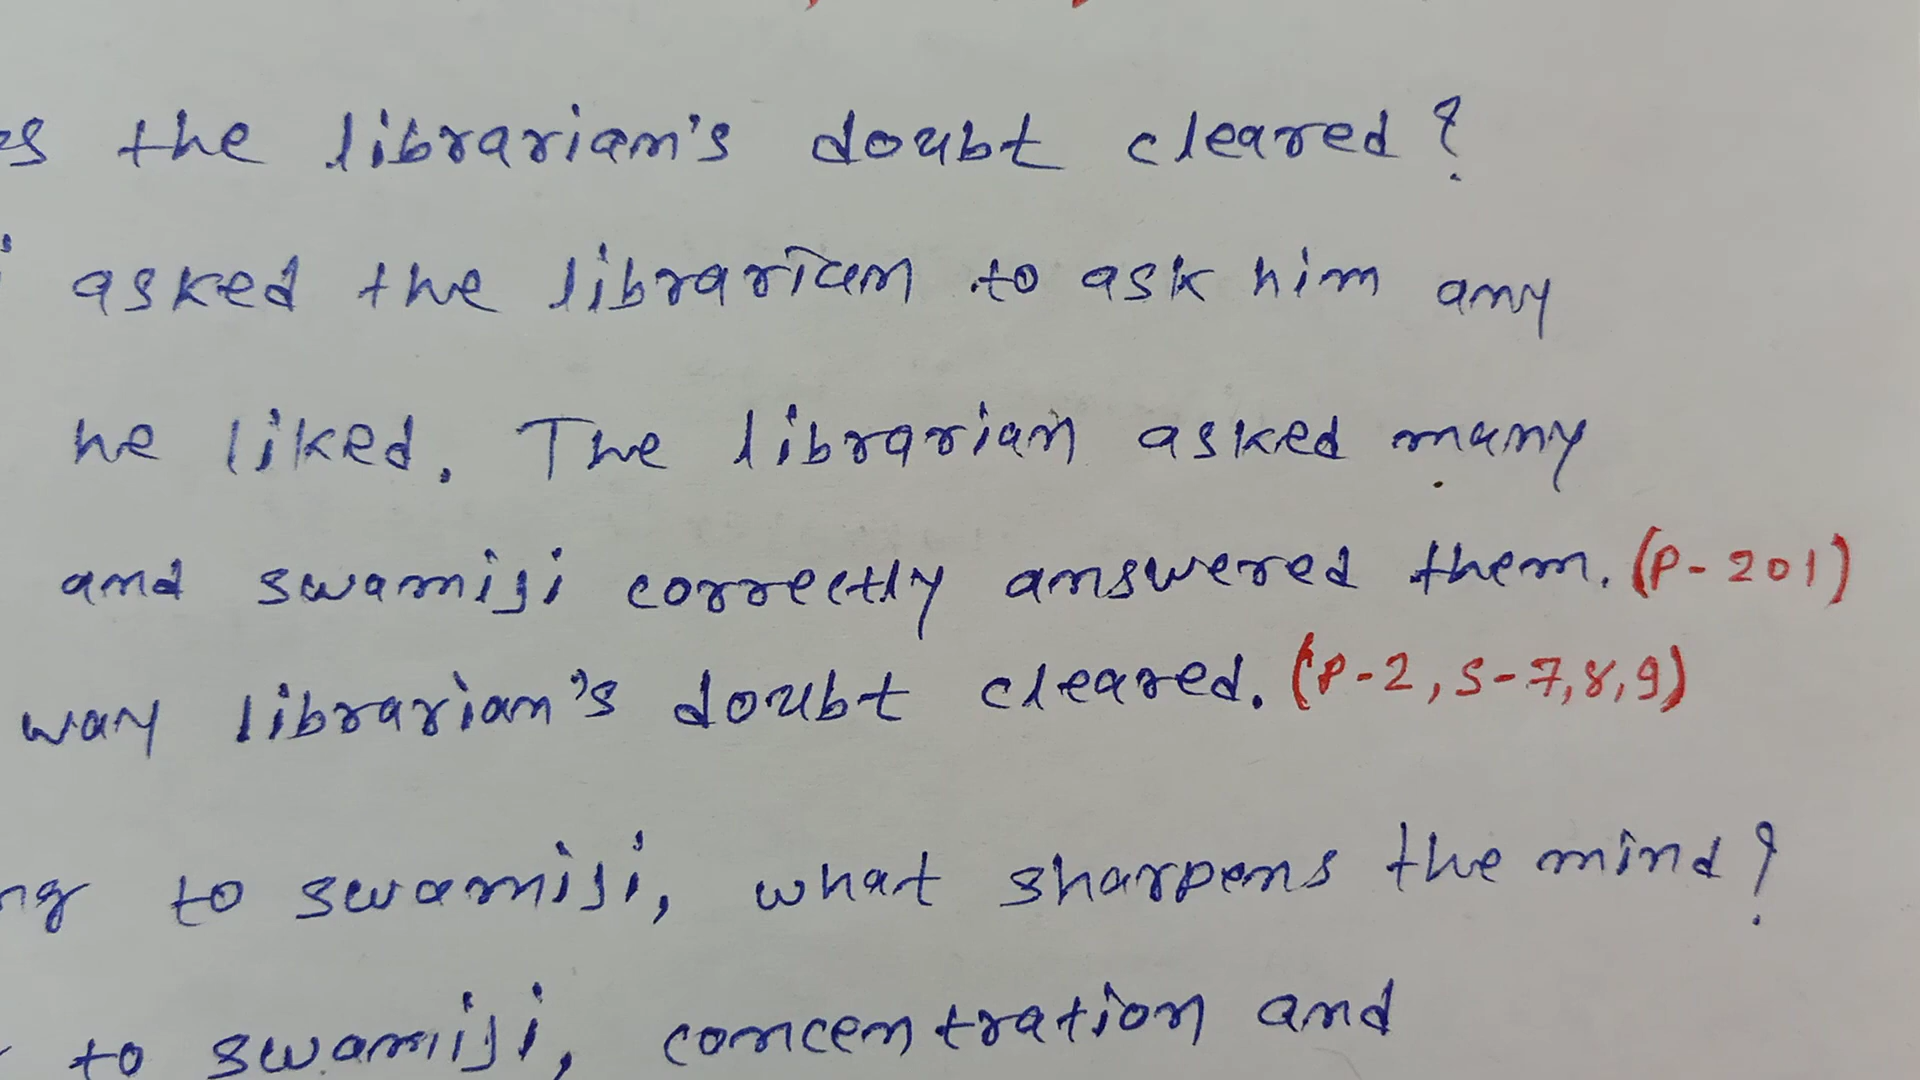 the librarian's doubt cleared?
asked the librarian to ask him any
he liked. The librarian asked many
and swamiji correctly answered them. (P-201)
way librarian's doubt cleared. (P-2, S-7,8,9)
to swamiji, what sharpens the mind?
to swamiji, concentration and